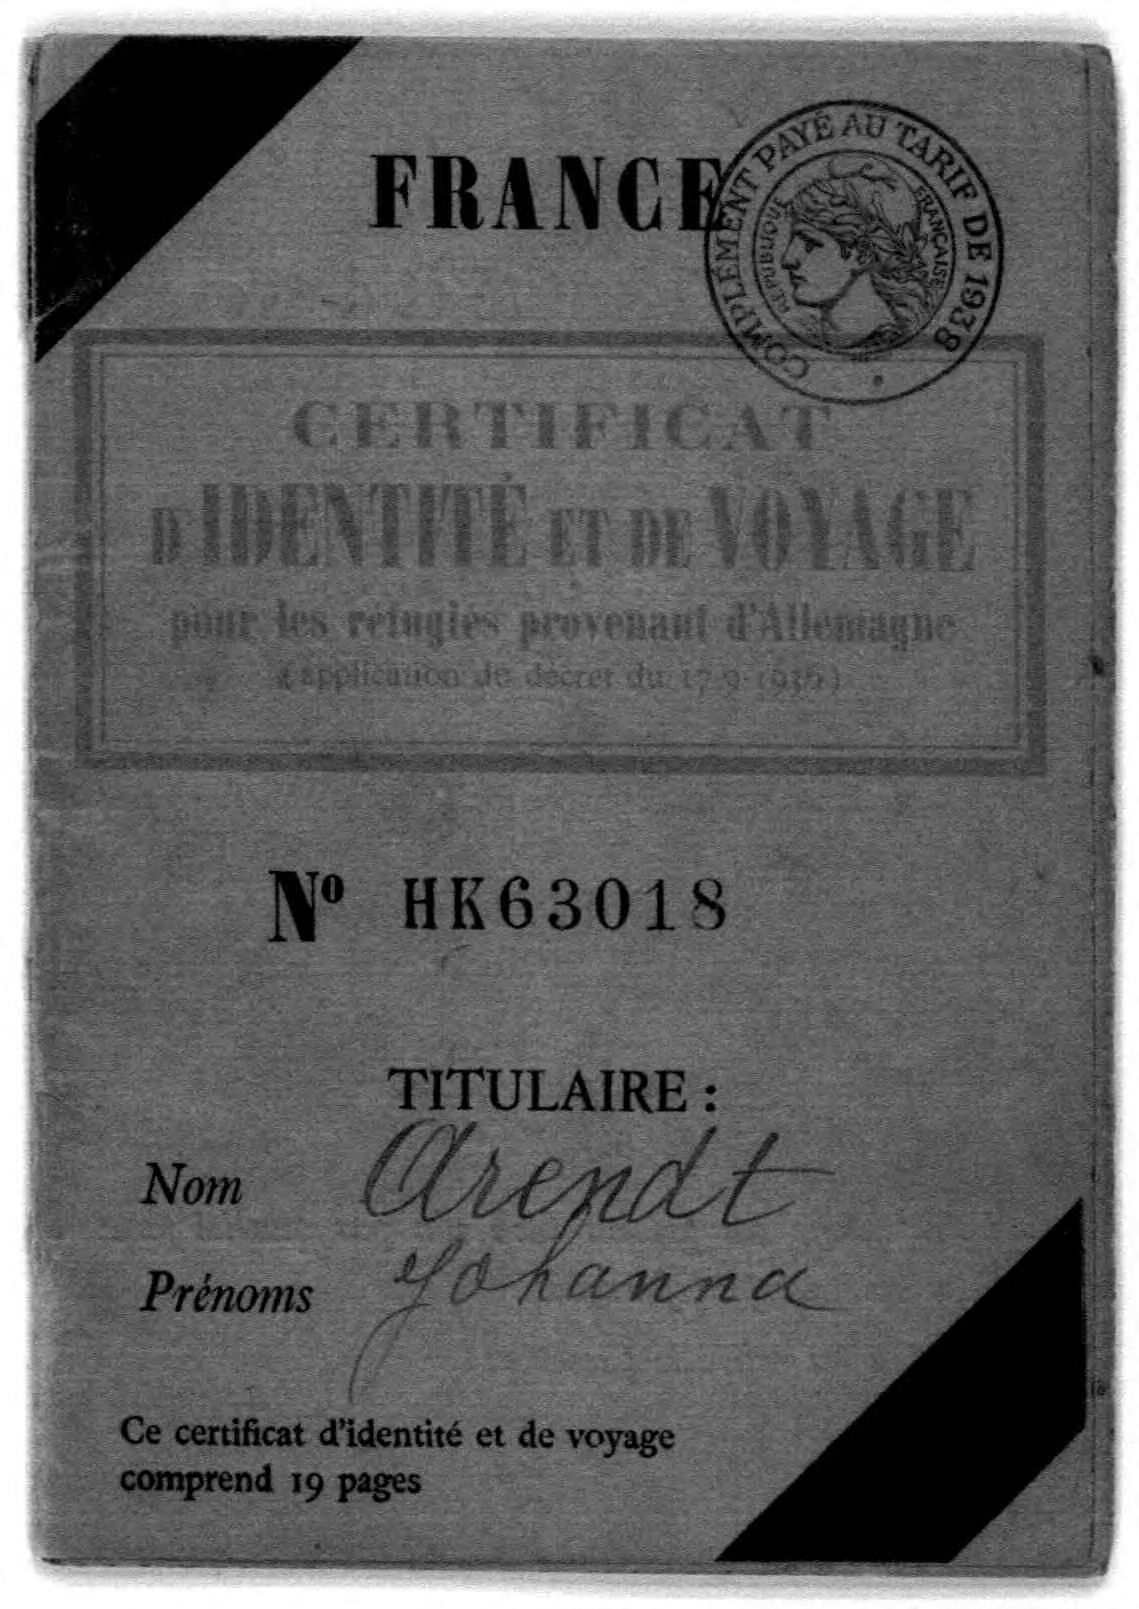 FRANCE
COMPLÉMENT PAYÉ AU TARIF DE 1938
RÉPUBLIQUE FRANÇAISE
CERTIFICAT
D'IDENTITÉ ET DE VOYAGE
pour les réfugiés provenant d'Allemagne
(application du décret du 17-9-1936)
Nº HK63018
TITULAIRE :
Nom Arendt
Prénoms Johanna
Ce certificat d'identité et de voyage
comprend 19 pages